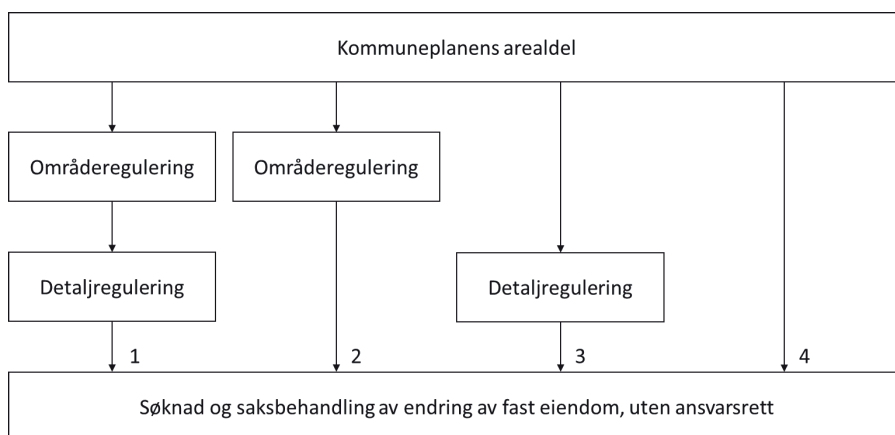 Kommuneplanens arealdel
Områderegulering
Områderegulering
Detaljregulering
Detaljregulering
1
2
3
4
Søknad og saksbehandling av endring av fast eiendom, uten ansvarsrett